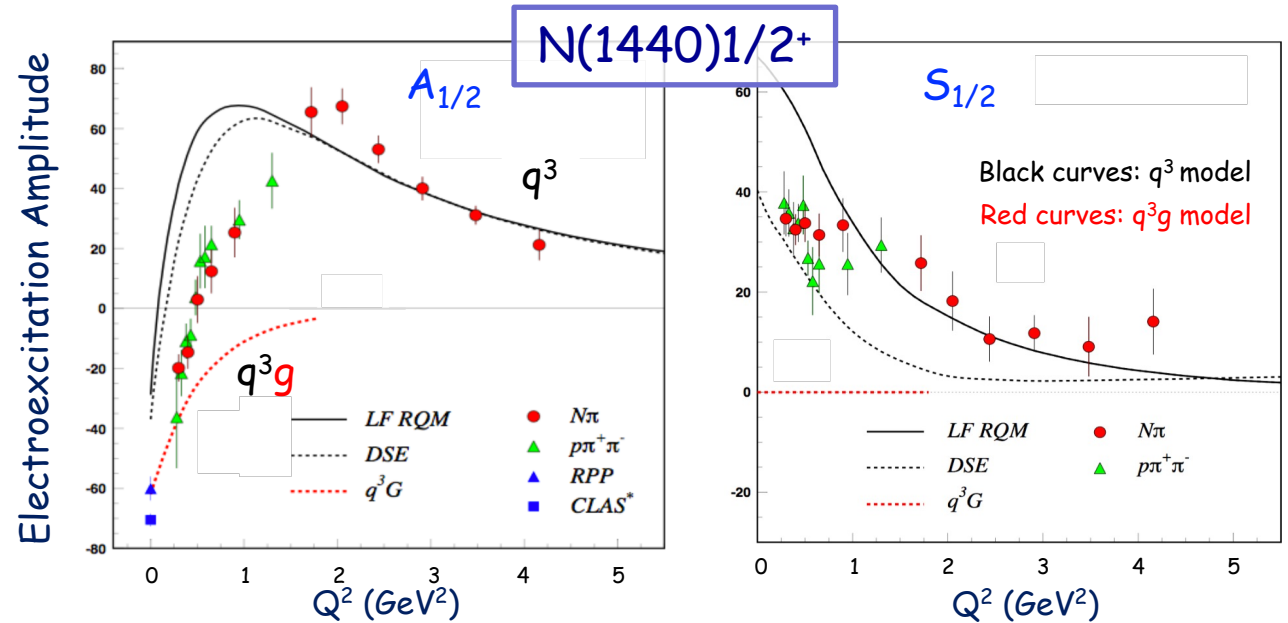 N(1440)1/2⁺
Electroexcitation Amplitude
A₁/₂
q³
q³g
80
60
40
20
0
-20
-40
-60
-80
LF RQM
DSE
q³G
Nπ
pπ⁺π⁻
RPP
CLAS*
0 1 2 3 4 5
Q² (GeV²)
S₁/₂
Black curves: q³ model
Red curves: q³g model
60
40
20
0
-20
LF RQM
DSE
q³G
Nπ
pπ⁺π⁻
0 1 2 3 4 5
Q² (GeV²)